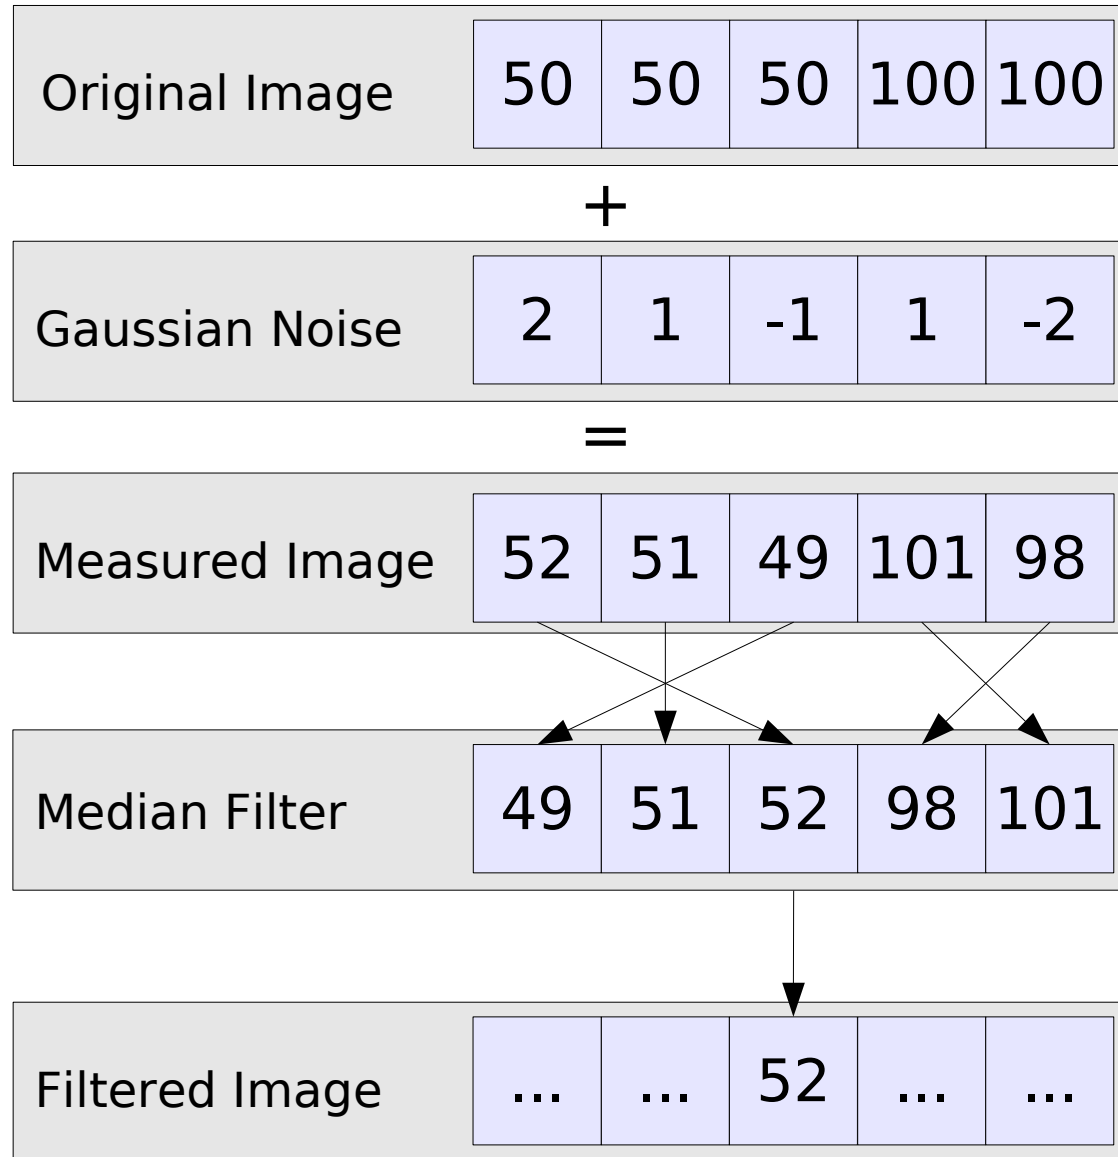 Original Image 50 50 50 100 100
+
Gaussian Noise 2 1 -1 1 -2
=
Measured Image 52 51 49 101 98
Median Filter 49 51 52 98 101
Filtered Image ... ... 52 ... ...